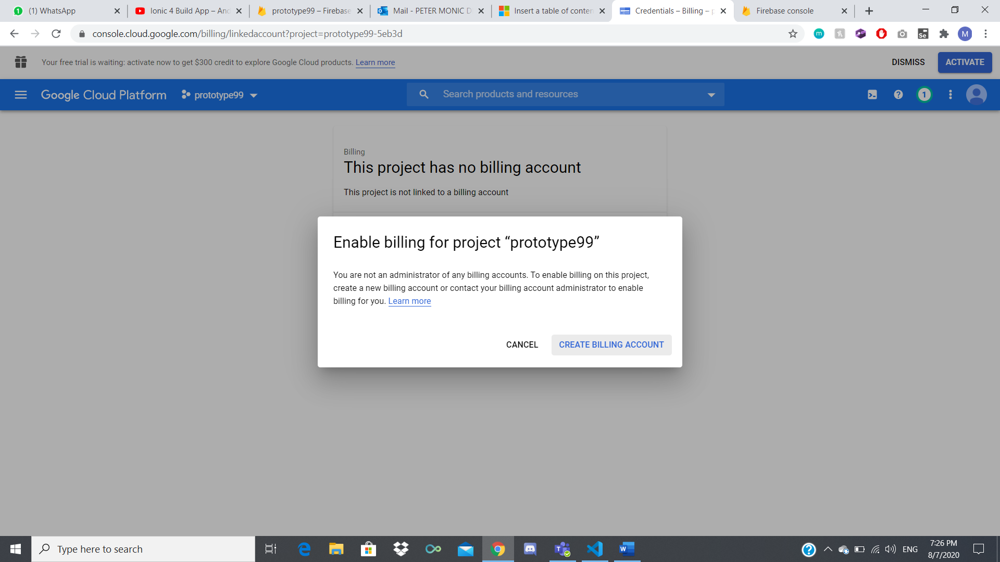 (1) WhatsApp
Ionic 4 Build App – And
prototype99 – Firebase
Mail - PETER MONIC D
Insert a table of conten
Credentials – Billing – p
Firebase console
console.cloud.google.com/billing/linkedaccount?project=prototype99-5eb3d
m
Se
M
Your free trial is waiting: activate now to get $300 credit to explore Google Cloud products. Learn more
DISMISS
ACTIVATE
Google Cloud Platform
prototype99
Search products and resources
1
Billing
This project has no billing account
This project is not linked to a billing account
Enable billing for project “prototype99”
You are not an administrator of any billing accounts. To enable billing on this project,
create a new billing account or contact your billing account administrator to enable
billing for you. Learn more
CANCEL
CREATE BILLING ACCOUNT
Type here to search
ENG
7:26 PM
8/7/2020